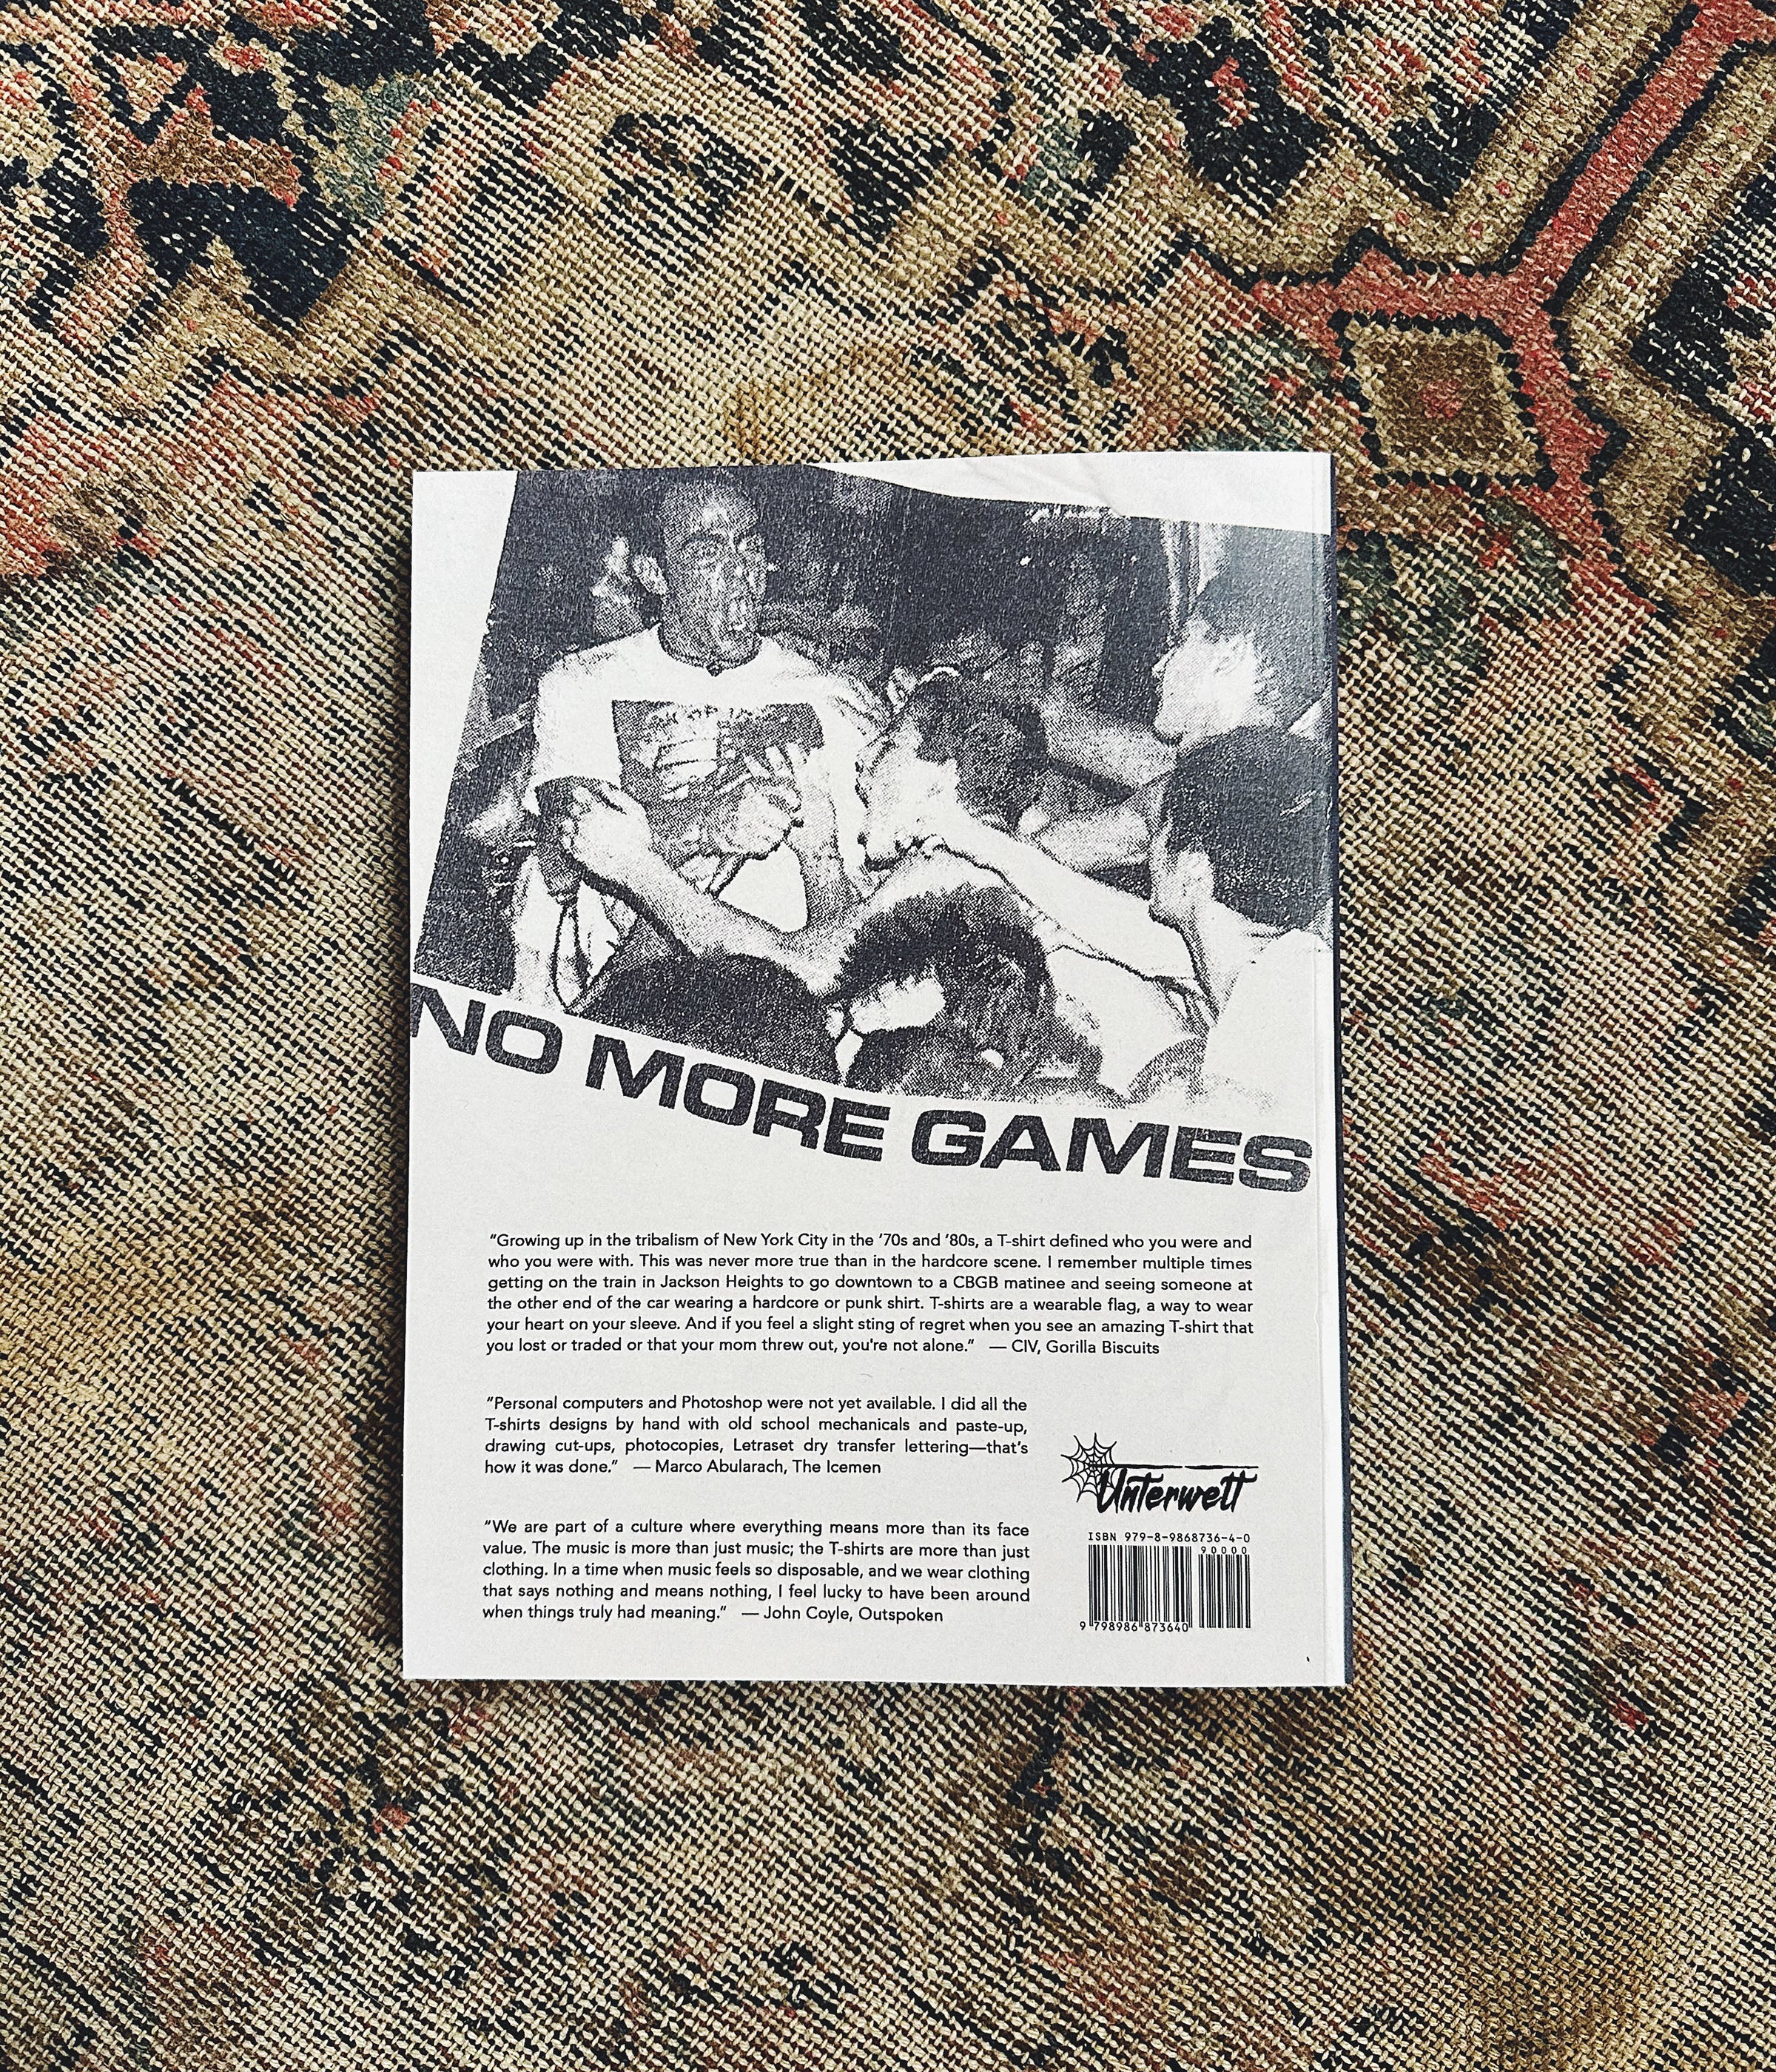 NO MORE GAMES
“Growing up in the tribalism of New York City in the ’70s and ’80s, a T-shirt defined who you were and
who you were with. This was never more true than in the hardcore scene. I remember multiple times
getting on the train in Jackson Heights to go downtown to a CBGB matinee and seeing someone at
the other end of the car wearing a hardcore or punk shirt. T-shirts are a wearable flag, a way to wear
your heart on your sleeve. And if you feel a slight sting of regret when you see an amazing T-shirt that
you lost or traded or that your mom threw out, you're not alone.” — CIV, Gorilla Biscuits
“Personal computers and Photoshop were not yet available. I did all the
T-shirts designs by hand with old school mechanicals and paste-up,
drawing cut-ups, photocopies, Letraset dry transfer lettering—that’s
how it was done.” — Marco Abularach, The Icemen
“We are part of a culture where everything means more than its face
value. The music is more than just music; the T-shirts are more than just
clothing. In a time when music feels so disposable, and we wear clothing
that says nothing and means nothing, I feel lucky to have been around
when things truly had meaning.” — John Coyle, Outspoken
Unterwelt
ISBN 979-8-9868736-4-0
90000
9 798986 873640